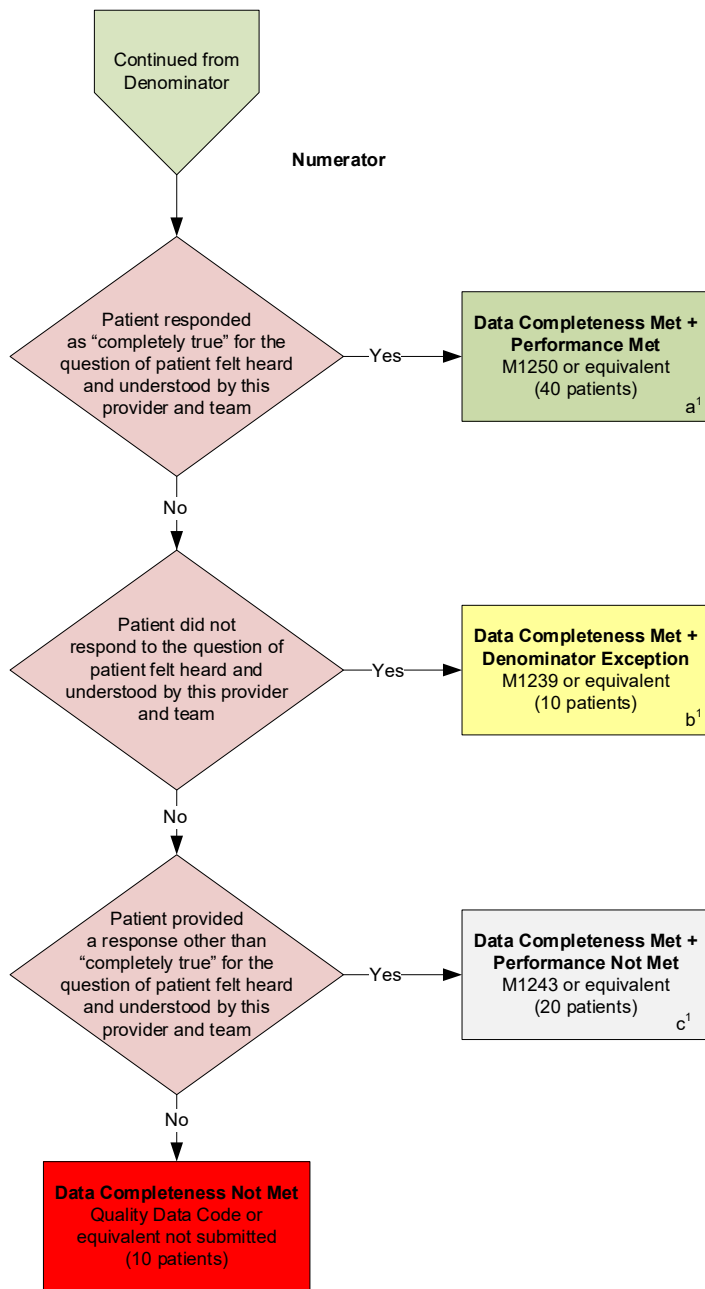 Continued from
Denominator
Numerator
Patient responded
as “completely true” for the
question of patient felt heard
and understood by this
provider and team
Yes
Data Completeness Met +
Performance Met
M1250 or equivalent
(40 patients)
a¹
No
Patient did not
respond to the question of
patient felt heard and
understood by this provider
and team
Yes
Data Completeness Met +
Denominator Exception
M1239 or equivalent
(10 patients)
b¹
No
Patient provided
a response other than
“completely true” for the
question of patient felt heard
and understood by this
provider and team
Yes
Data Completeness Met +
Performance Not Met
M1243 or equivalent
(20 patients)
c¹
No
Data Completeness Not Met
Quality Data Code or
equivalent not submitted
(10 patients)